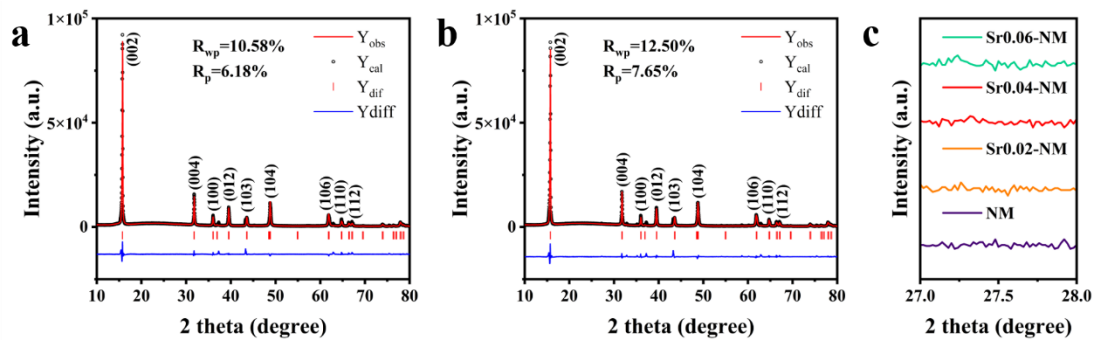 a
1×10⁵
5×10⁴
0
Intensity (a.u.)
(002)
R_wp=10.58%
R_p=6.18%
Y_obs
Y_cal
Y_dif
Ydiff
(004)
(100)
(012)
(103)
(104)
(106)
(110)
(112)
10 20 30 40 50 60 70 80
2 theta (degree)
b
1×10⁵
5×10⁴
0
Intensity (a.u.)
(002)
R_wp=12.50%
R_p=7.65%
Y_obs
Y_cal
Y_dif
Ydiff
(004)
(100)
(012)
(103)
(104)
(106)
(110)
(112)
10 20 30 40 50 60 70 80
2 theta (degree)
c
Intensity (a.u.)
Sr0.06-NM
Sr0.04-NM
Sr0.02-NM
NM
27.0 27.5 28.0
2 theta (degree)